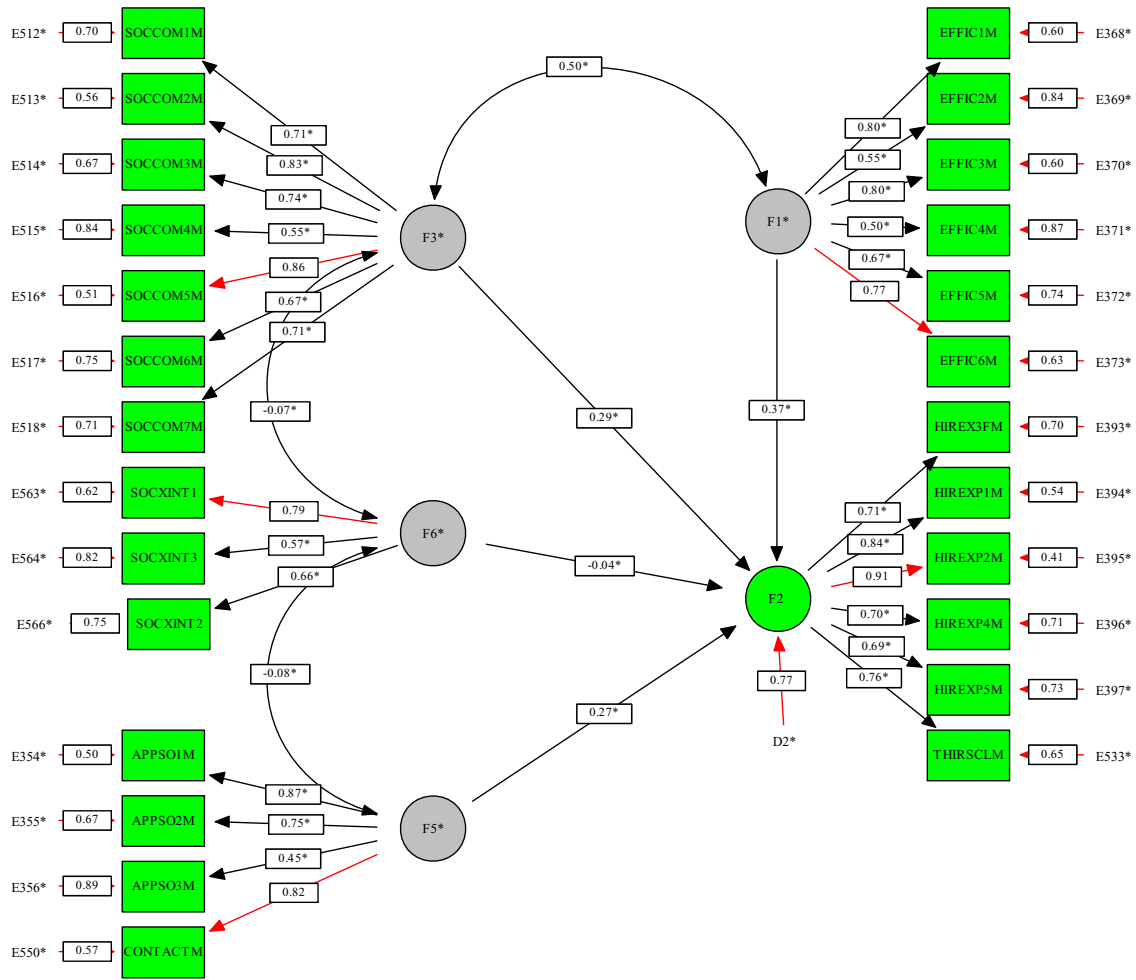 E512* 0.70 SOCCOM1M
E513* 0.56 SOCCOM2M
E514* 0.67 SOCCOM3M
E515* 0.84 SOCCOM4M
E516* 0.51 SOCCOM5M
E517* 0.75 SOCCOM6M
E518* 0.71 SOCCOM7M
E563* 0.62 SOCXINT1
E564* 0.82 SOCXINT3
E566* 0.75 SOCXINT2
E354* 0.50 APPSO1M
E355* 0.67 APPSO2M
E356* 0.89 APPSO3M
E550* 0.57 CONTACTM
0.71*
0.83*
0.74*
0.55*
0.86
0.67*
0.71*
-0.07*
0.79
0.57*
0.66*
-0.08*
0.87*
0.75*
0.45*
0.82
F3*
F6*
F5*
0.50*
0.29*
0.37*
-0.04*
0.27*
F1*
F2
0.77
D2*
0.80*
0.55*
0.80*
0.50*
0.67*
0.77
0.71*
0.84*
0.91
0.70*
0.69*
0.76*
EFFIC1M 0.60 E368*
EFFIC2M 0.84 E369*
EFFIC3M 0.60 E370*
EFFIC4M 0.87 E371*
EFFIC5M 0.74 E372*
EFFIC6M 0.63 E373*
HIREX3FM 0.70 E393*
HIREXP1M 0.54 E394*
HIREXP2M 0.41 E395*
HIREXP4M 0.71 E396*
HIREXP5M 0.73 E397*
THIRSCLM 0.65 E533*